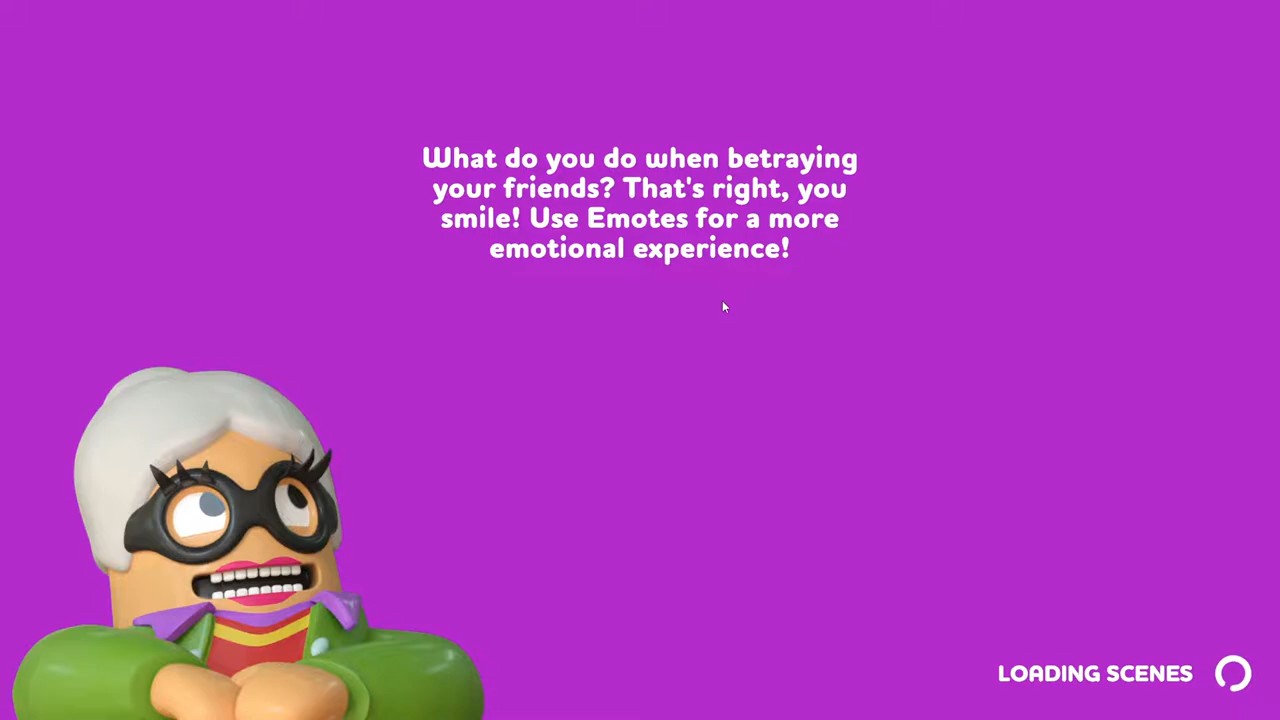 What do you do when betraying
your friends? That's right, you
smile! Use Emotes for a more
emotional experience!
LOADING SCENES